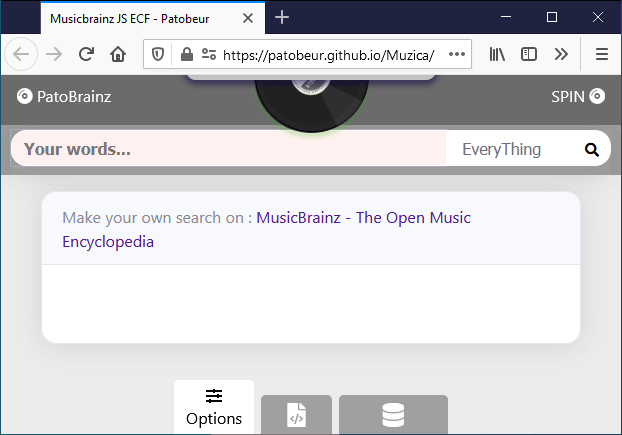 Musicbrainz JS ECF - Patobeur
https://patobeur.github.io/Muzica/
PatoBrainz
SPIN
Your words...
EveryThing
Make your own search on : MusicBrainz - The Open Music
Encyclopedia
Options